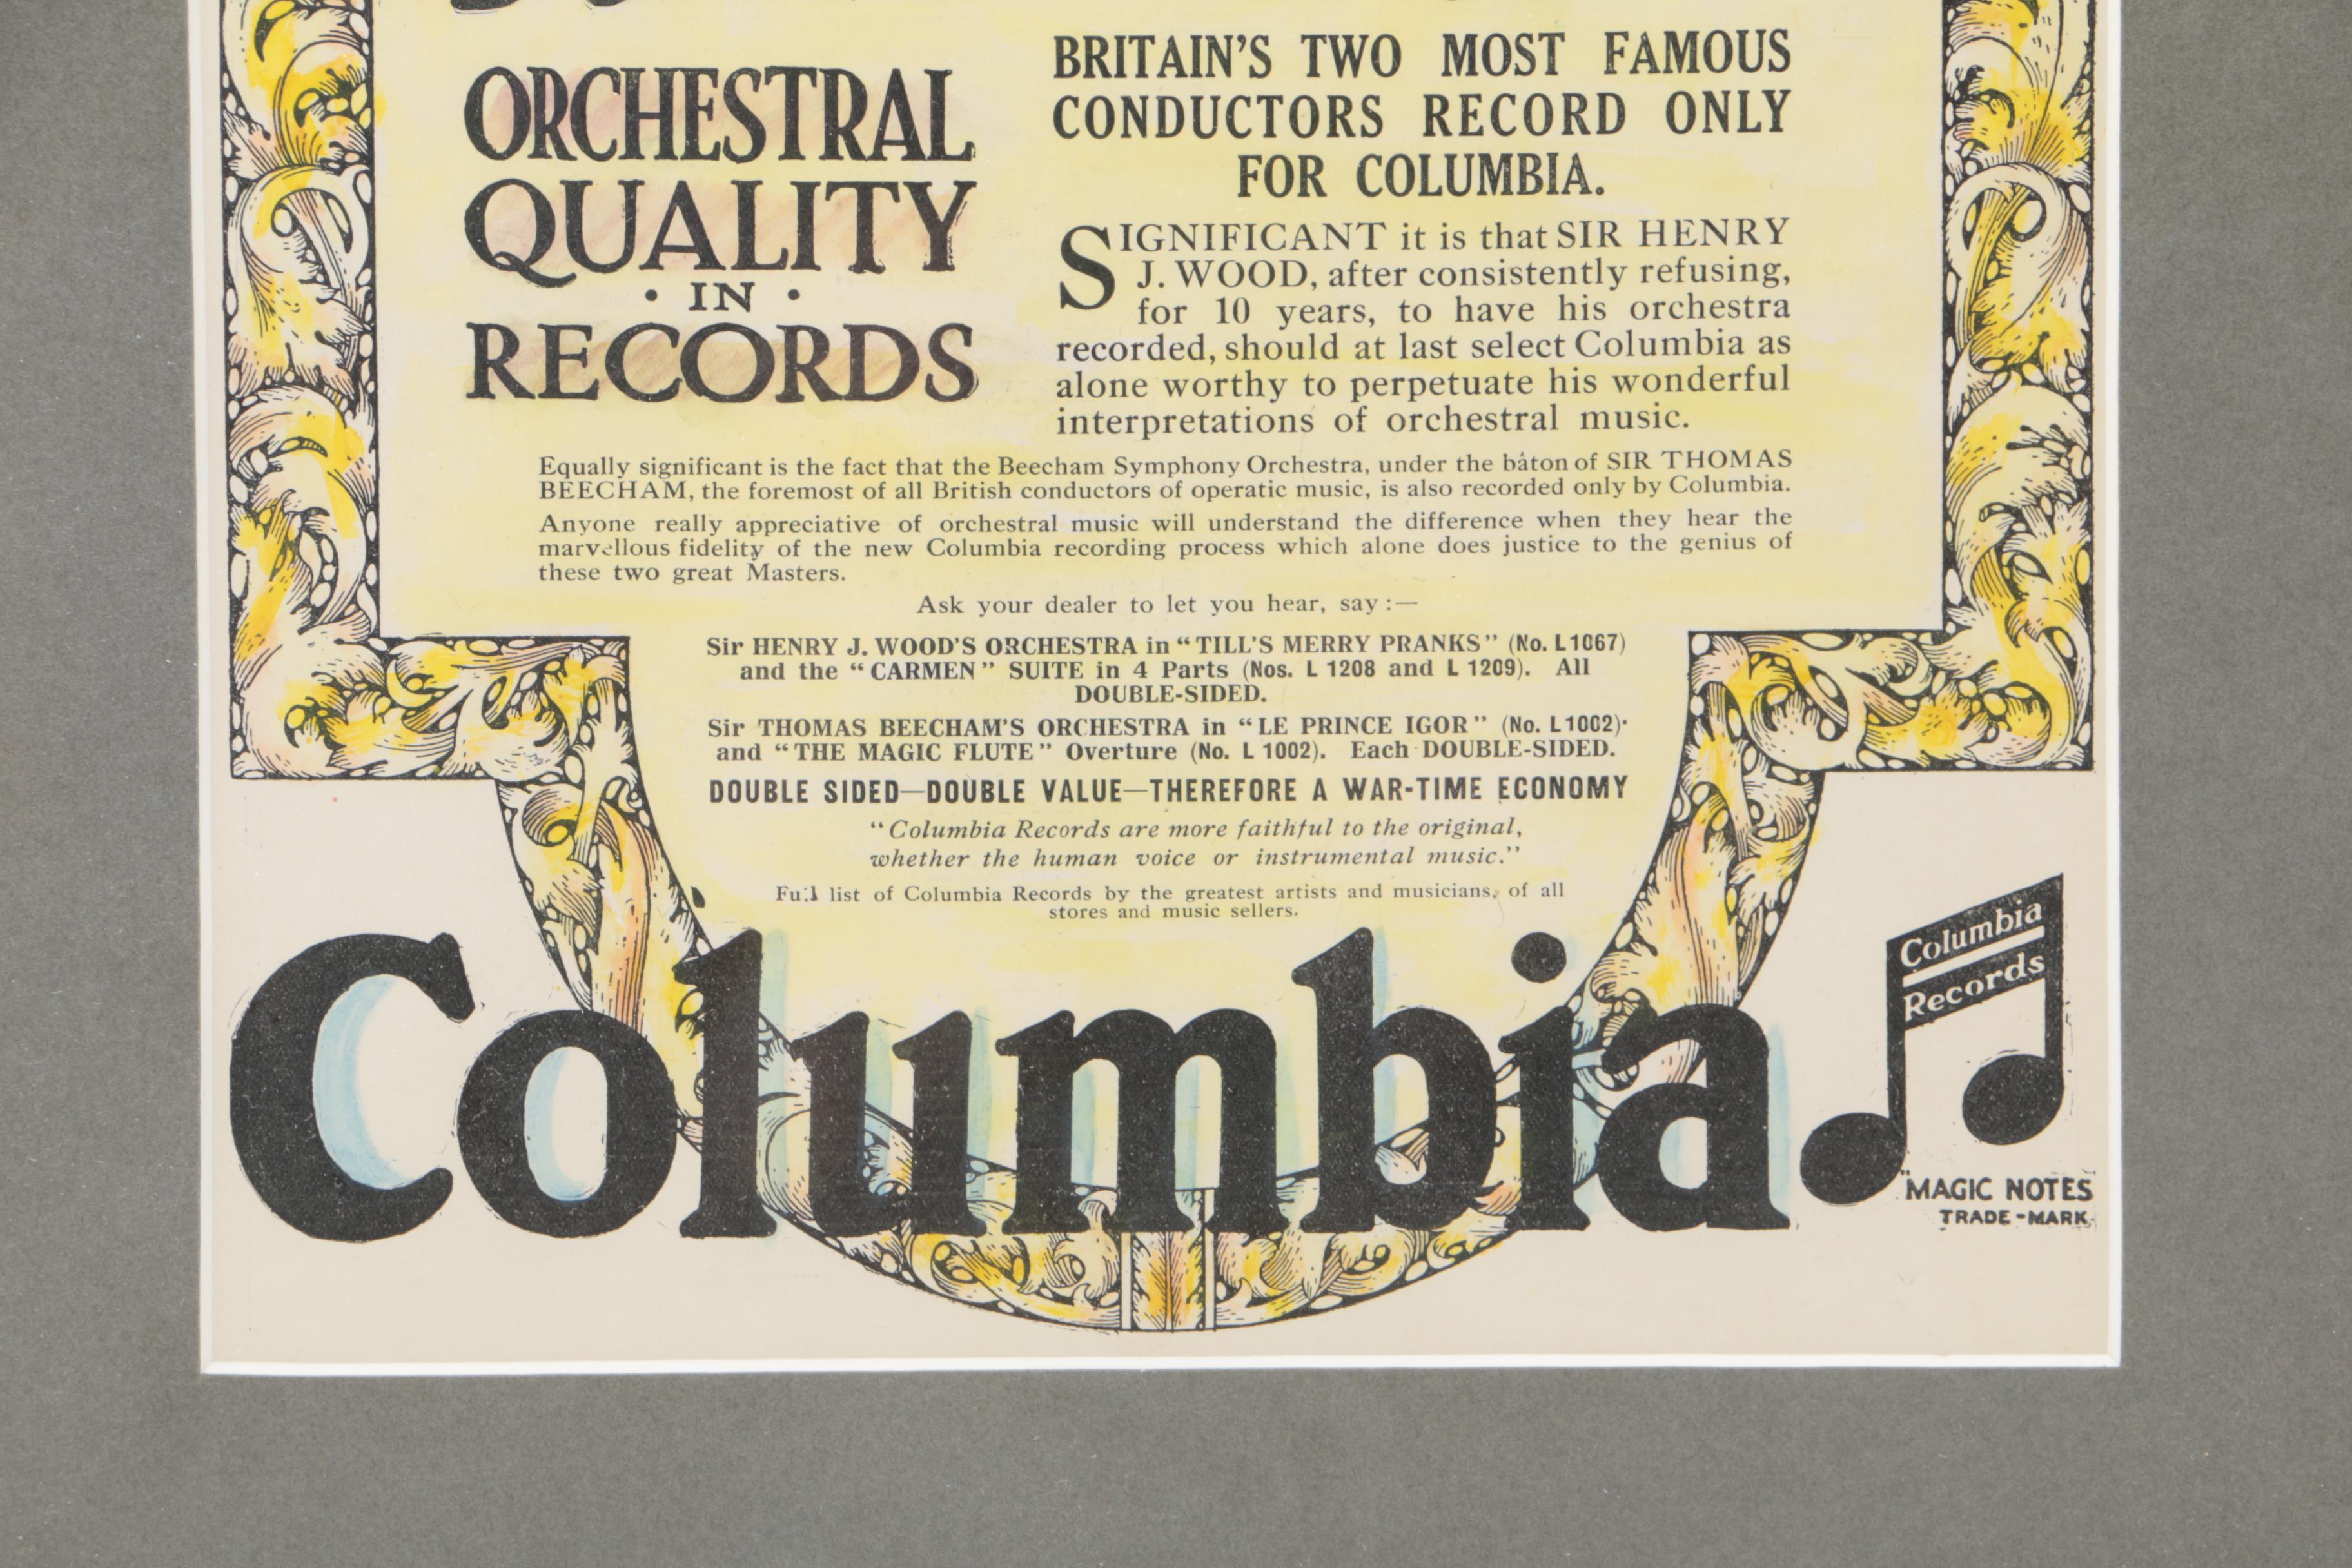 ORCHESTRAL
QUALITY
· IN ·
RECORDS
BRITAIN'S TWO MOST FAMOUS
CONDUCTORS RECORD ONLY
FOR COLUMBIA.
SIGNIFICANT it is that SIR HENRY
J. WOOD, after consistently refusing,
for 10 years, to have his orchestra
recorded, should at last select Columbia as
alone worthy to perpetuate his wonderful
interpretations of orchestral music.
Equally significant is the fact that the Beecham Symphony Orchestra, under the bâton of SIR THOMAS
BEECHAM, the foremost of all British conductors of operatic music, is also recorded only by Columbia.
Anyone really appreciative of orchestral music will understand the difference when they hear the
marvellous fidelity of the new Columbia recording process which alone does justice to the genius of
these two great Masters.
Ask your dealer to let you hear, say :—
Sir HENRY J. WOOD'S ORCHESTRA in "TILL'S MERRY PRANKS" (No. L1067)
and the "CARMEN" SUITE in 4 Parts (Nos. L 1208 and L 1209). All
DOUBLE-SIDED.
Sir THOMAS BEECHAM'S ORCHESTRA in "LE PRINCE IGOR" (No. L1002)·
and "THE MAGIC FLUTE" Overture (No. L 1002). Each DOUBLE-SIDED.
DOUBLE SIDED—DOUBLE VALUE—THEREFORE A WAR-TIME ECONOMY
"Columbia Records are more faithful to the original,
whether the human voice or instrumental music."
Full list of Columbia Records by the greatest artists and musicians, of all
stores and music sellers.
Columbia
Columbia
Records
"MAGIC NOTES
TRADE-MARK.